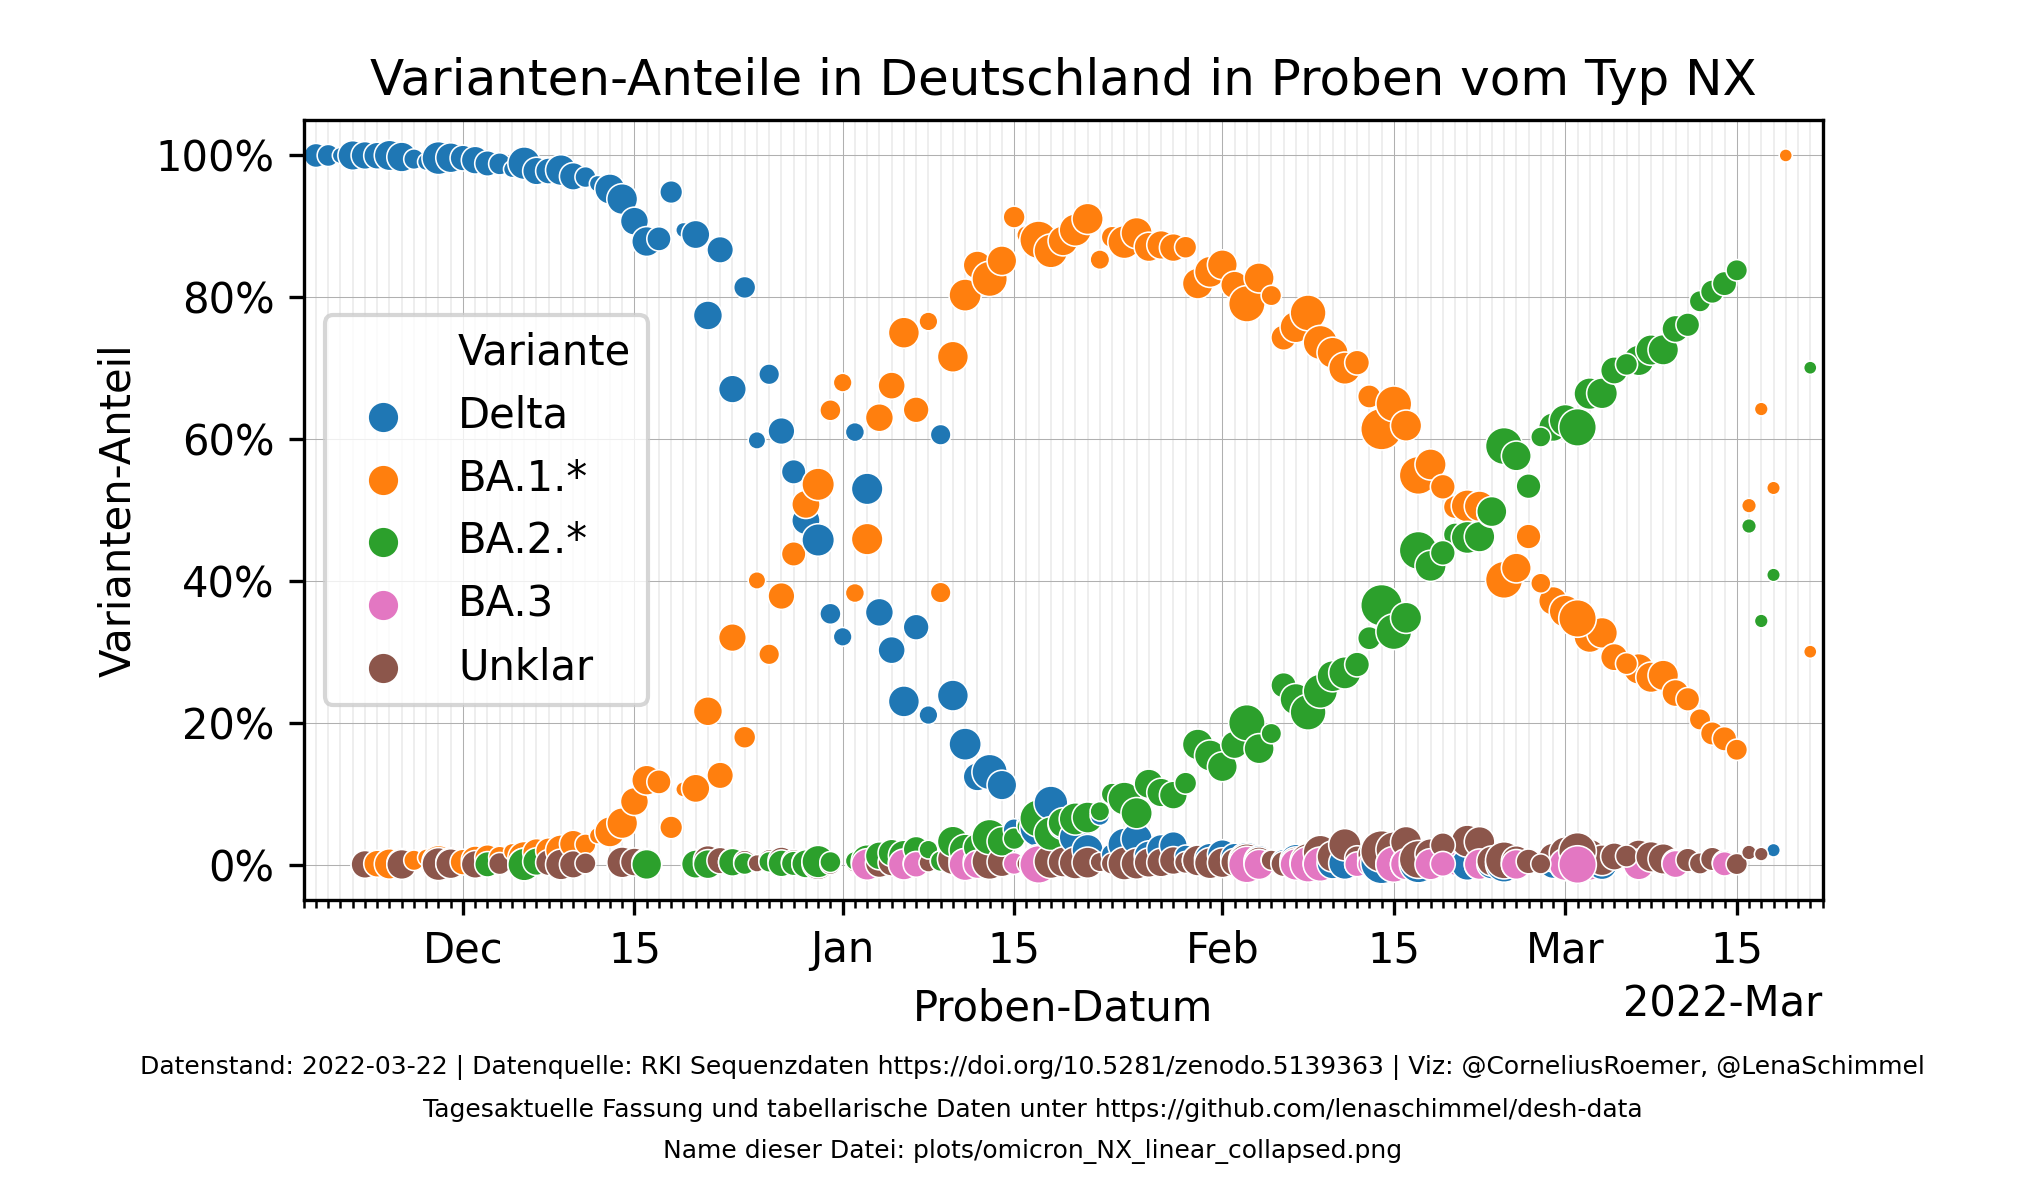 Varianten-Anteile in Deutschland in Proben vom Typ NX
100%
80%
60%
40%
20%
0%
Varianten-Anteil
Variante
Delta
BA.1.*
BA.2.*
BA.3
Unklar
Dec 15 Jan 15 Feb 15 Mar 15
Proben-Datum
2022-Mar
Datenstand: 2022-03-22 | Datenquelle: RKI Sequenzdaten https://doi.org/10.5281/zenodo.5139363 | Viz: @CorneliusRoemer, @LenaSchimmel
Tagesaktuelle Fassung und tabellarische Daten unter https://github.com/lenaschimmel/desh-data
Name dieser Datei: plots/omicron_NX_linear_collapsed.png